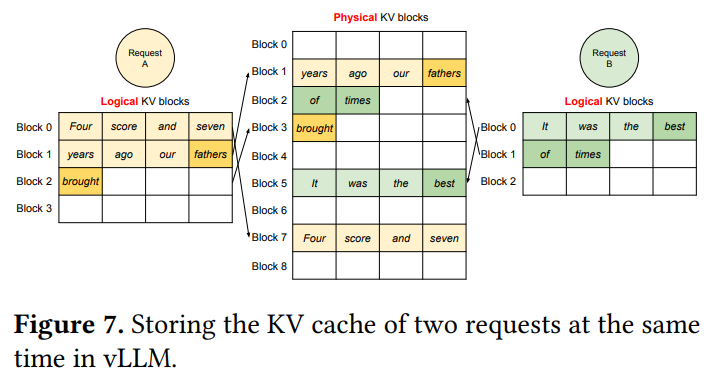 Physical KV blocks
Request
A
Request
B
Logical KV blocks
Block 0 Four score and seven
Block 1 years ago our fathers
Block 2 brought
Block 3
Block 0
Block 1 years ago our fathers
Block 2 of times
Block 3 brought
Block 4
Block 5 It was the best
Block 6
Block 7 Four score and seven
Block 8
Logical KV blocks
Block 0 It was the best
Block 1 of times
Block 2
Figure 7. Storing the KV cache of two requests at the same
time in vLLM.